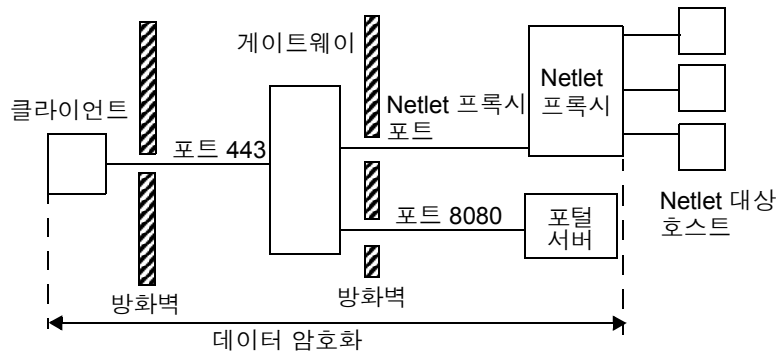 게이트웨이
Netlet
프록시
클라이언트
포트 443
Netlet 프록시
포트
Netlet 대상
호스트
포트 8080
포털
서버
방화벽
방화벽
데이터 암호화